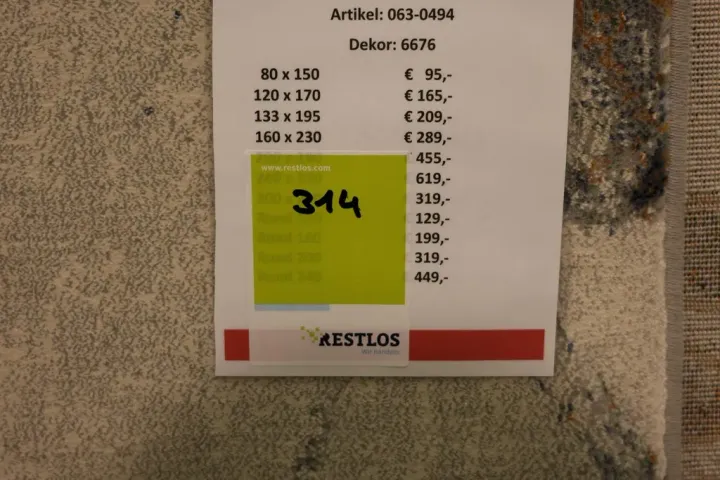 Artikel: 063-0494
Dekor: 6676
80 x 150 € 95,-
120 x 170 € 165,-
133 x 195 € 209,-
160 x 230 € 289,-
€ 455,-
www.restlos.com
€ 619,-
314
€ 319,-
€ 129,-
€ 199,-
€ 319,-
€ 449,-
RESTLOS